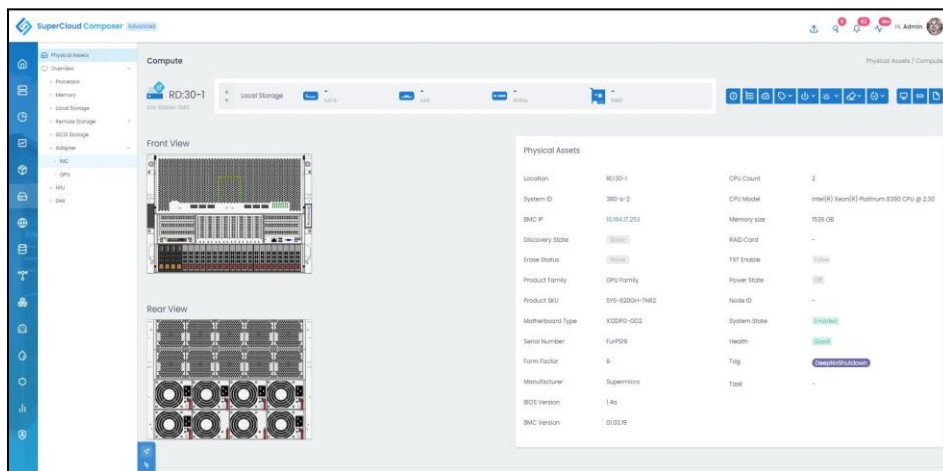 SuperCloud Composer Advanced
Hi, Admin
Physical Assets
Overview
Processor
Memory
Local Storage
Remote Storage
iSCSI Storage
Adapter
NIC
GPU
FRU
DMI
Compute
Physical Assets / Compute
RD:30-1
SYS-820GH-TNR2
Local Storage
-
SATA
-
SAS
-
NVMe
-
RAID
Front View
Rear View
Physical Assets
Location RD:30-1 CPU Count 2
System ID 360-s-2 CPU Model Intel(R) Xeon(R) Platinum 8380 CPU @ 2.30
BMC IP 10.184.17.253 Memory size 1536 GB
Discovery State Basic RAID Card -
Erase Status None TXT Enable False
Product Family GPU Family Power State Off
Product SKU SYS-820GH-TNR2 Node ID -
Motherboard Type X12DPG-GD2 System State Enabled
Serial Number Health Good
Form Factor 8 Tag DeepNoShutdown
Manufacturer Supermicro Task -
BIOS Version 1.4a
BMC Version 01.03.19